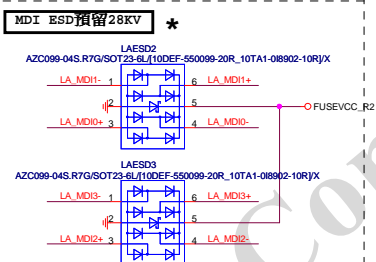 MDI ESD預留28KV *
LAESD2
AZC099-04S.R7G/SOT23-6L/[10DEF-550099-20R_10TA1-0I8902-10R]/X
LA_MDI1- 1 6 LA_MDI1+
2 5 FUSEVCC_R2
LA_MDI0+ 3 4 LA_MDI0-
LAESD3
AZC099-04S.R7G/SOT23-6L/[10DEF-550099-20R_10TA1-0I8902-10R]/X
LA_MDI3- 1 6 LA_MDI3+
2 5
LA_MDI2+ 3 4 LA_MDI2-
Con